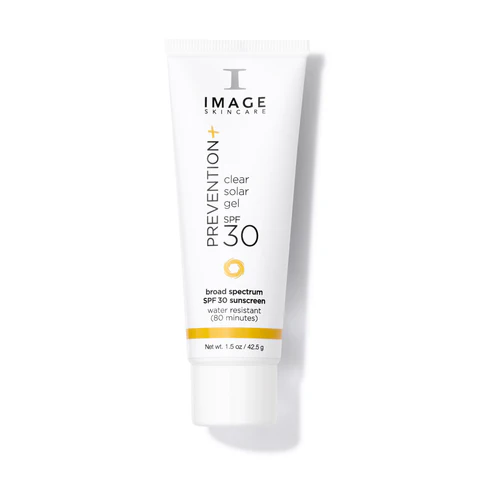 I
IMAGE
SKINCARE
PREVENTION+
clear
solar
gel
SPF
30
broad spectrum
SPF 30 sunscreen
water resistant
(80 minutes)
Net wt. 1.5 oz / 42.5 g